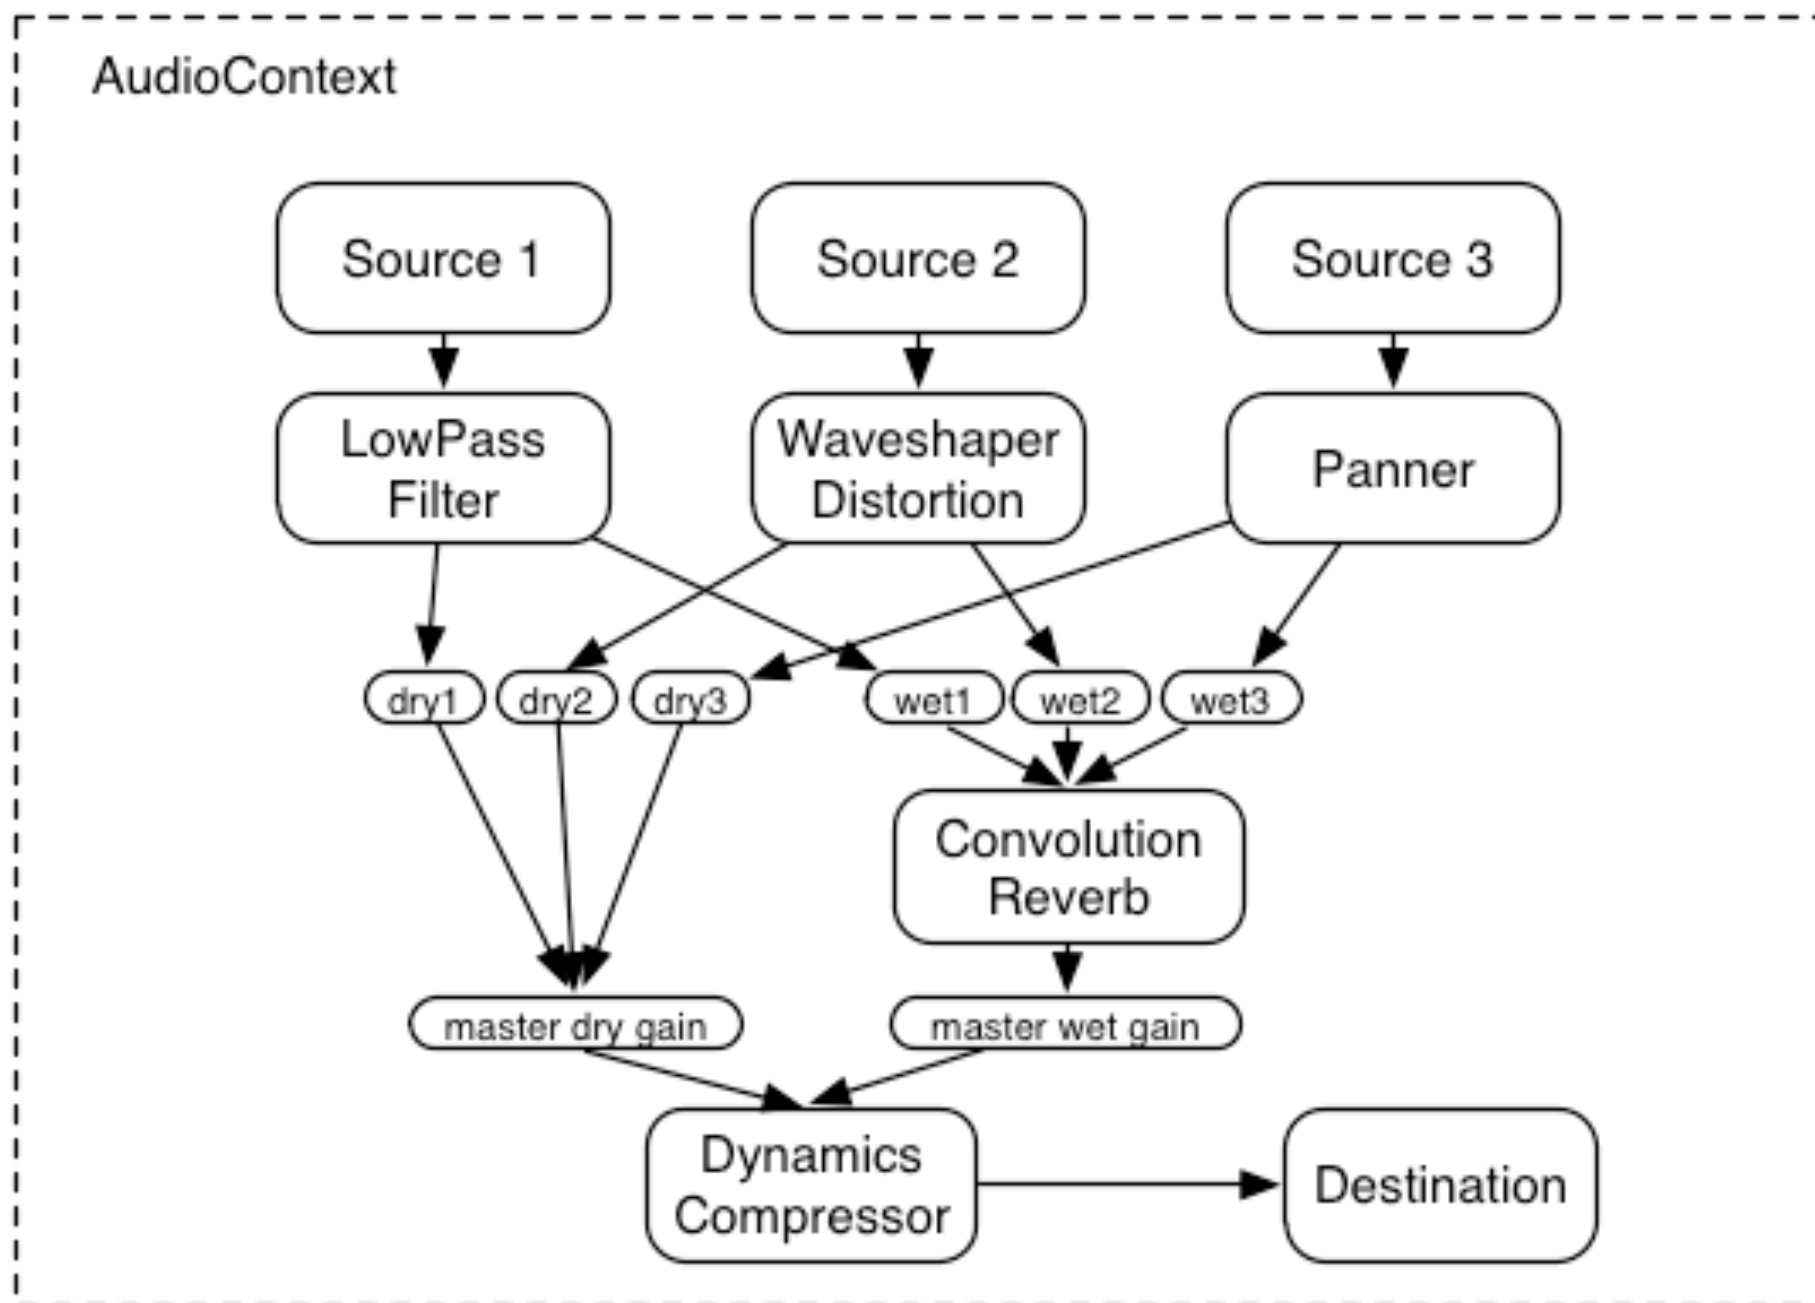 AudioContext
Source 1
Source 2
Source 3
LowPass
Filter
Waveshaper
Distortion
Panner
dry1
dry2
dry3
wet1
wet2
wet3
Convolution
Reverb
master dry gain
master wet gain
Dynamics
Compressor
Destination